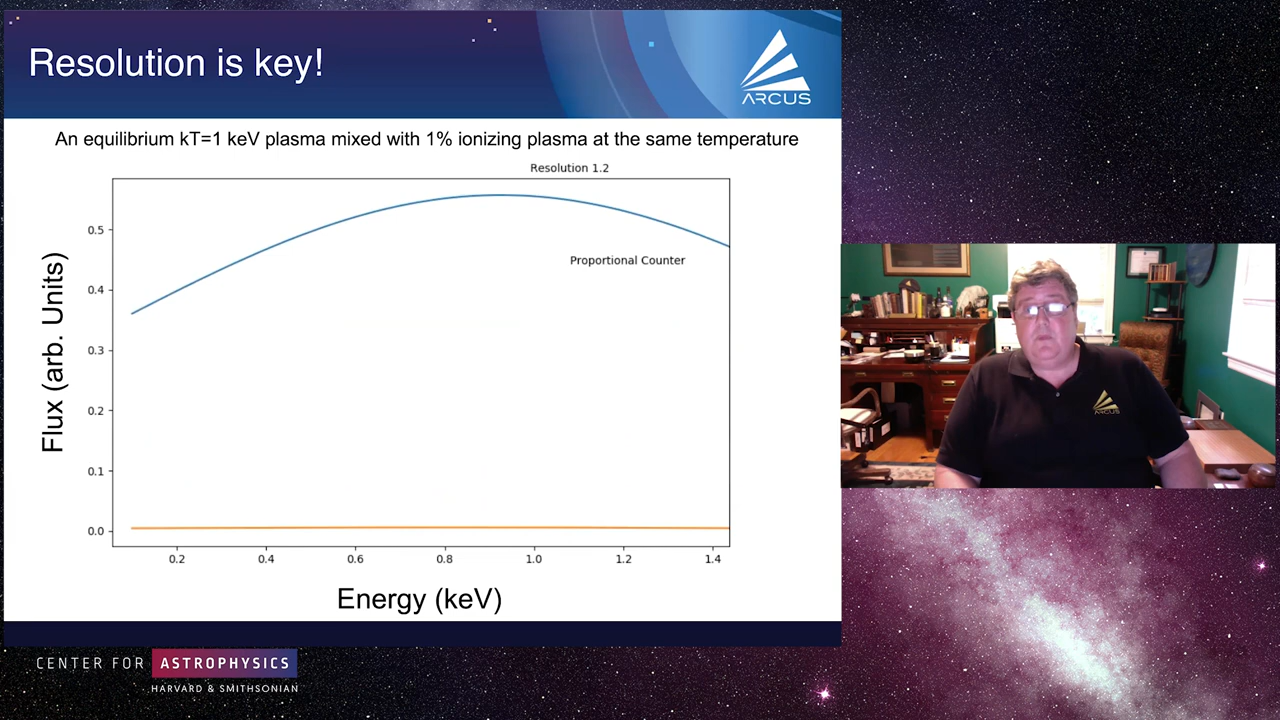 Resolution is key!
ARCUS
An equilibrium kT=1 keV plasma mixed with 1% ionizing plasma at the same temperature
Resolution 1.2
Proportional Counter
Flux (arb. Units)
0.5
0.4
0.3
0.2
0.1
0.0
0.2 0.4 0.6 0.8 1.0 1.2 1.4
Energy (keV)
ARCUS
CENTER FOR ASTROPHYSICS
HARVARD & SMITHSONIAN